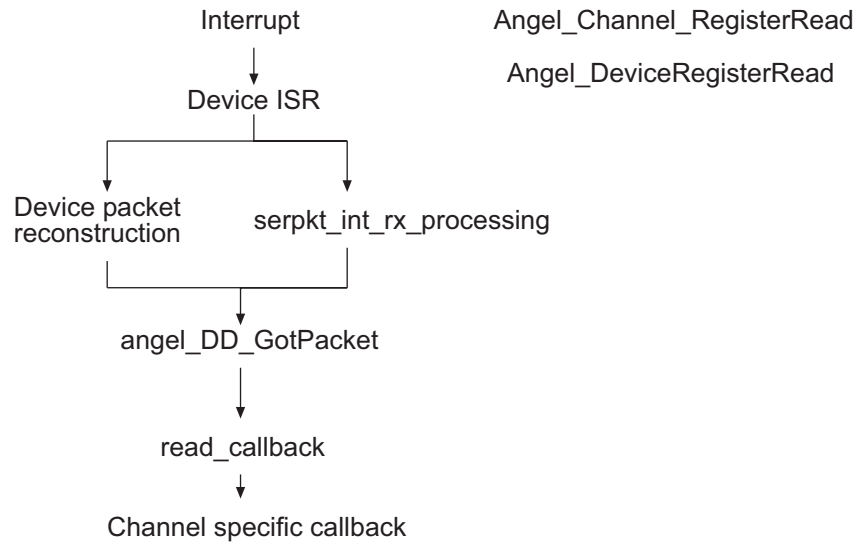 Interrupt
Angel_Channel_RegisterRead
Angel_DeviceRegisterRead
Device ISR
Device packet
reconstruction
serpkt_int_rx_processing
angel_DD_GotPacket
read_callback
Channel specific callback